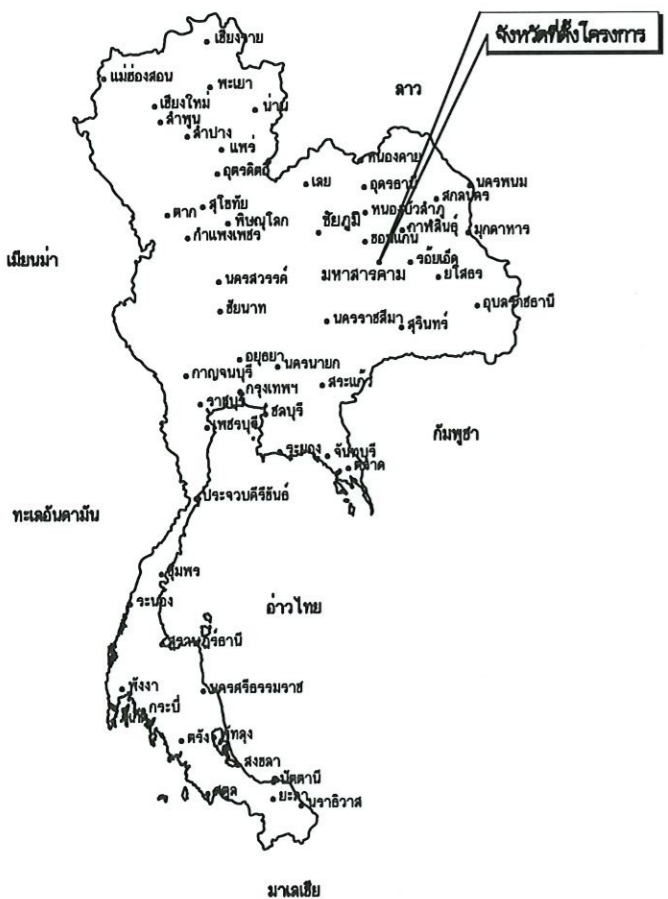 จังหวัดที่ตั้งโครงการ
เชียงราย
แม่ฮ่องสอน
พะเยา
ลาว
เชียงใหม่
น่าน
ลำพูน
ลำปาง
แพร่
หนองคาย
อุตรดิตถ์
เลย
อุดรธานี
นครพนม
สกลนคร
สุโขทัย
ตาก
หนองบัวลำภู
พิษณุโลก
ชัยภูมิ
กาฬสินธุ์
มุกดาหาร
กำแพงเพชร
ขอนแก่น
เมียนม่า
ร้อยเอ็ด
มหาสารคาม
ยโสธร
นครสวรรค์
อุบลราชธานี
ชัยนาท
นครราชสีมา
สุรินทร์
อยุธยา
นครนายก
กาญจนบุรี
สระแก้ว
กรุงเทพฯ
ราชบุรี
ชลบุรี
เพชรบุรี
กัมพูชา
ระยอง
จันทบุรี
ตราด
ประจวบคีรีขันธ์
ทะเลอันดามัน
ชุมพร
ระนอง
อ่าวไทย
สุราษฎร์ธานี
พังงา
นครศรีธรรมราช
กระบี่
ตรัง
พัทลุง
สงขลา
ปัตตานี
สตูล
ยะลา
นราธิวาส
มาเลเซีย